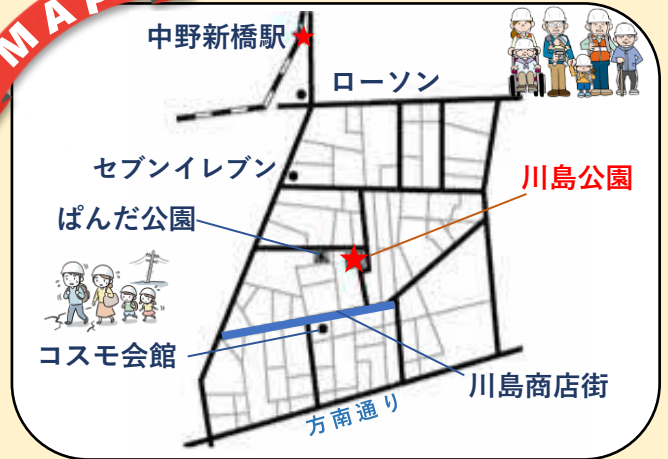 MAP
中野新橋駅
ローソン
セブンイレブン
川島公園
ぱんだ公園
コスモ会館
川島商店街
方南通り